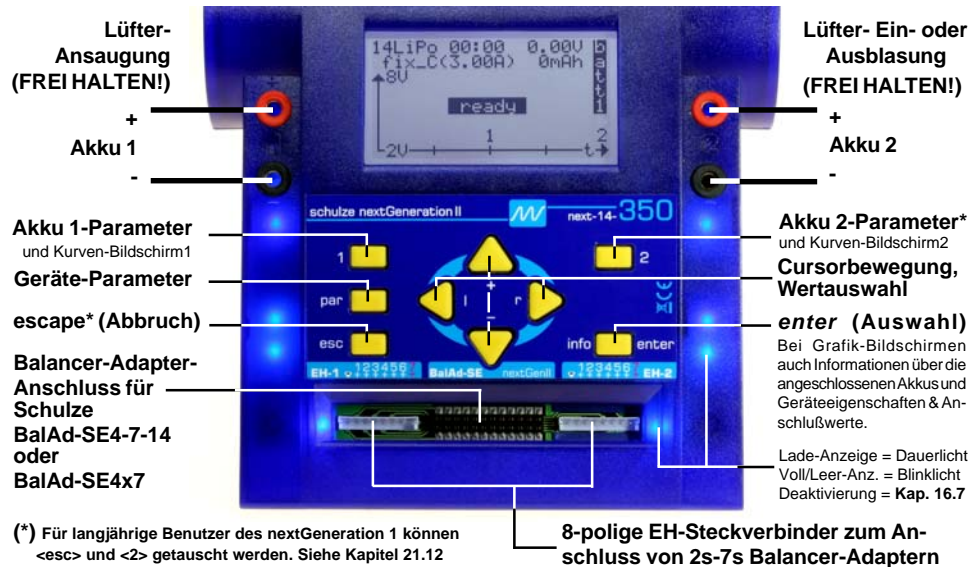 Lüfter-
Ansaugung
(FREI HALTEN!)
+
Akku 1
-
Akku 1-Parameter
und Kurven-Bildschirm1
Geräte-Parameter
escape* (Abbruch)
Balancer-Adapter-
Anschluss für
Schulze
BalAd-SE4-7-14
oder
BalAd-SE4x7
14LiPo 00:00 0.00V
fix_C(3.00A) 0mAh
batt1
8V
ready
1
2
2V
t
schulze nextGeneration II
next-14-350
1
2
par
+
l
r
-
esc
info
enter
EH-1
123456
BalAd-SE
nextGenII
123456
EH-2
Lüfter- Ein- oder
Ausblasung
(FREI HALTEN!)
+
Akku 2
-
Akku 2-Parameter*
und Kurven-Bildschirm2
Cursorbewegung,
Wertauswahl
enter (Auswahl)
Bei Grafik-Bildschirmen
auch Informationen über die
angeschlossenen Akkus und
Geräteeigenschaften & An-
schlußwerte.
Lade-Anzeige = Dauerlicht
Voll/Leer-Anz. = Blinklicht
Deaktivierung = Kap. 16.7
(*) Für langjährige Benutzer des nextGeneration 1 können
<esc> und <2> getauscht werden. Siehe Kapitel 21.12
8-polige EH-Steckverbinder zum An-
schluss von 2s-7s Balancer-Adaptern